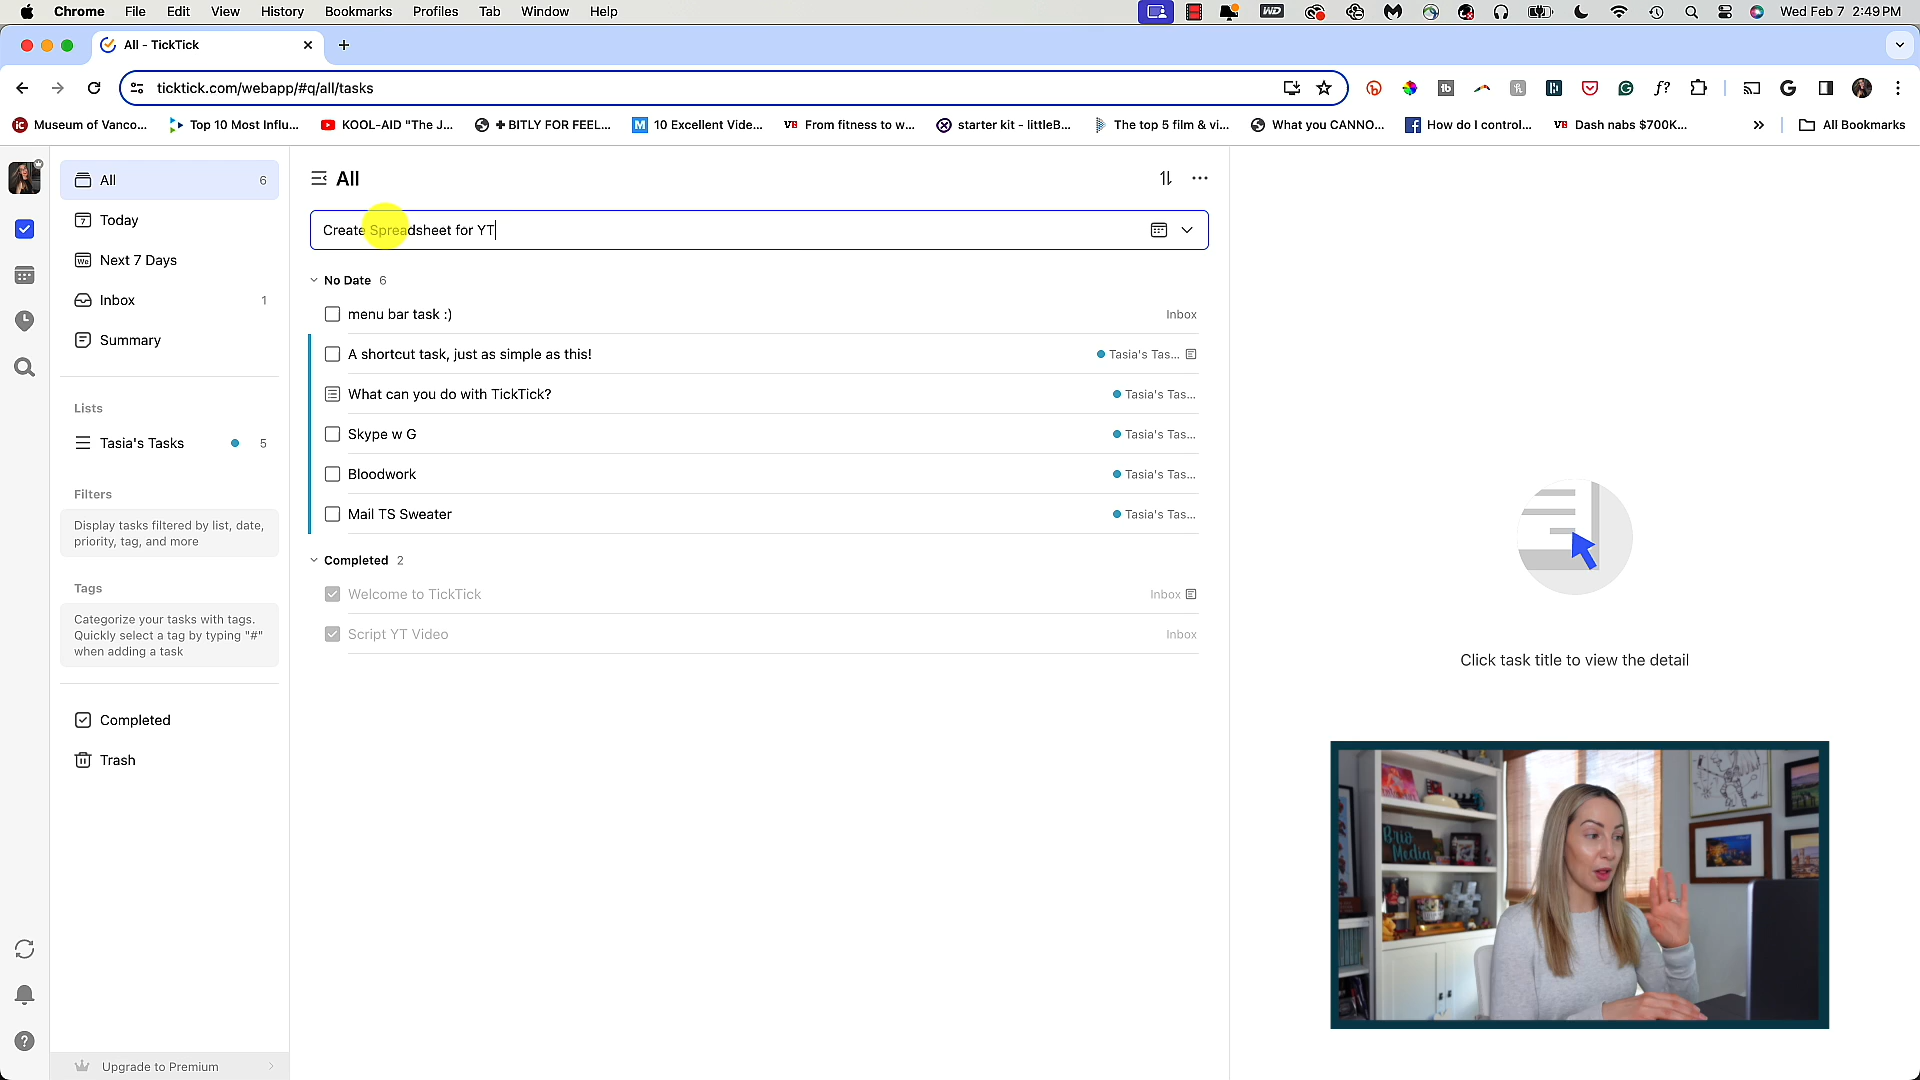 Chrome File Edit View History Bookmarks Profiles Tab Window Help
WD
Wed Feb 7 2:49 PM
All - TickTick
ticktick.com/webapp/#q/all/tasks
Museum of Vanco...
Top 10 Most Influ...
KOOL-AID "The J...
+ BITLY FOR FEEL...
10 Excellent Vide...
From fitness to w...
starter kit - littleB...
The top 5 film & vi...
What you CANNO...
How do I control...
Dash nabs $700K...
All Bookmarks
All 6
Today
Next 7 Days
Inbox 1
Summary
Lists
Tasia's Tasks 5
Filters
Display tasks filtered by list, date,
priority, tag, and more
Tags
Categorize your tasks with tags.
Quickly select a tag by typing "#"
when adding a task
Completed
Trash
Upgrade to Premium
All
Create Spreadsheet for YT
No Date 6
menu bar task :) Inbox
A shortcut task, just as simple as this! Tasia's Tas...
What can you do with TickTick? Tasia's Tas...
Skype w G Tasia's Tas...
Bloodwork Tasia's Tas...
Mail TS Sweater Tasia's Tas...
Completed 2
Welcome to TickTick Inbox
Script YT Video Inbox
Click task title to view the detail
Brio
Media